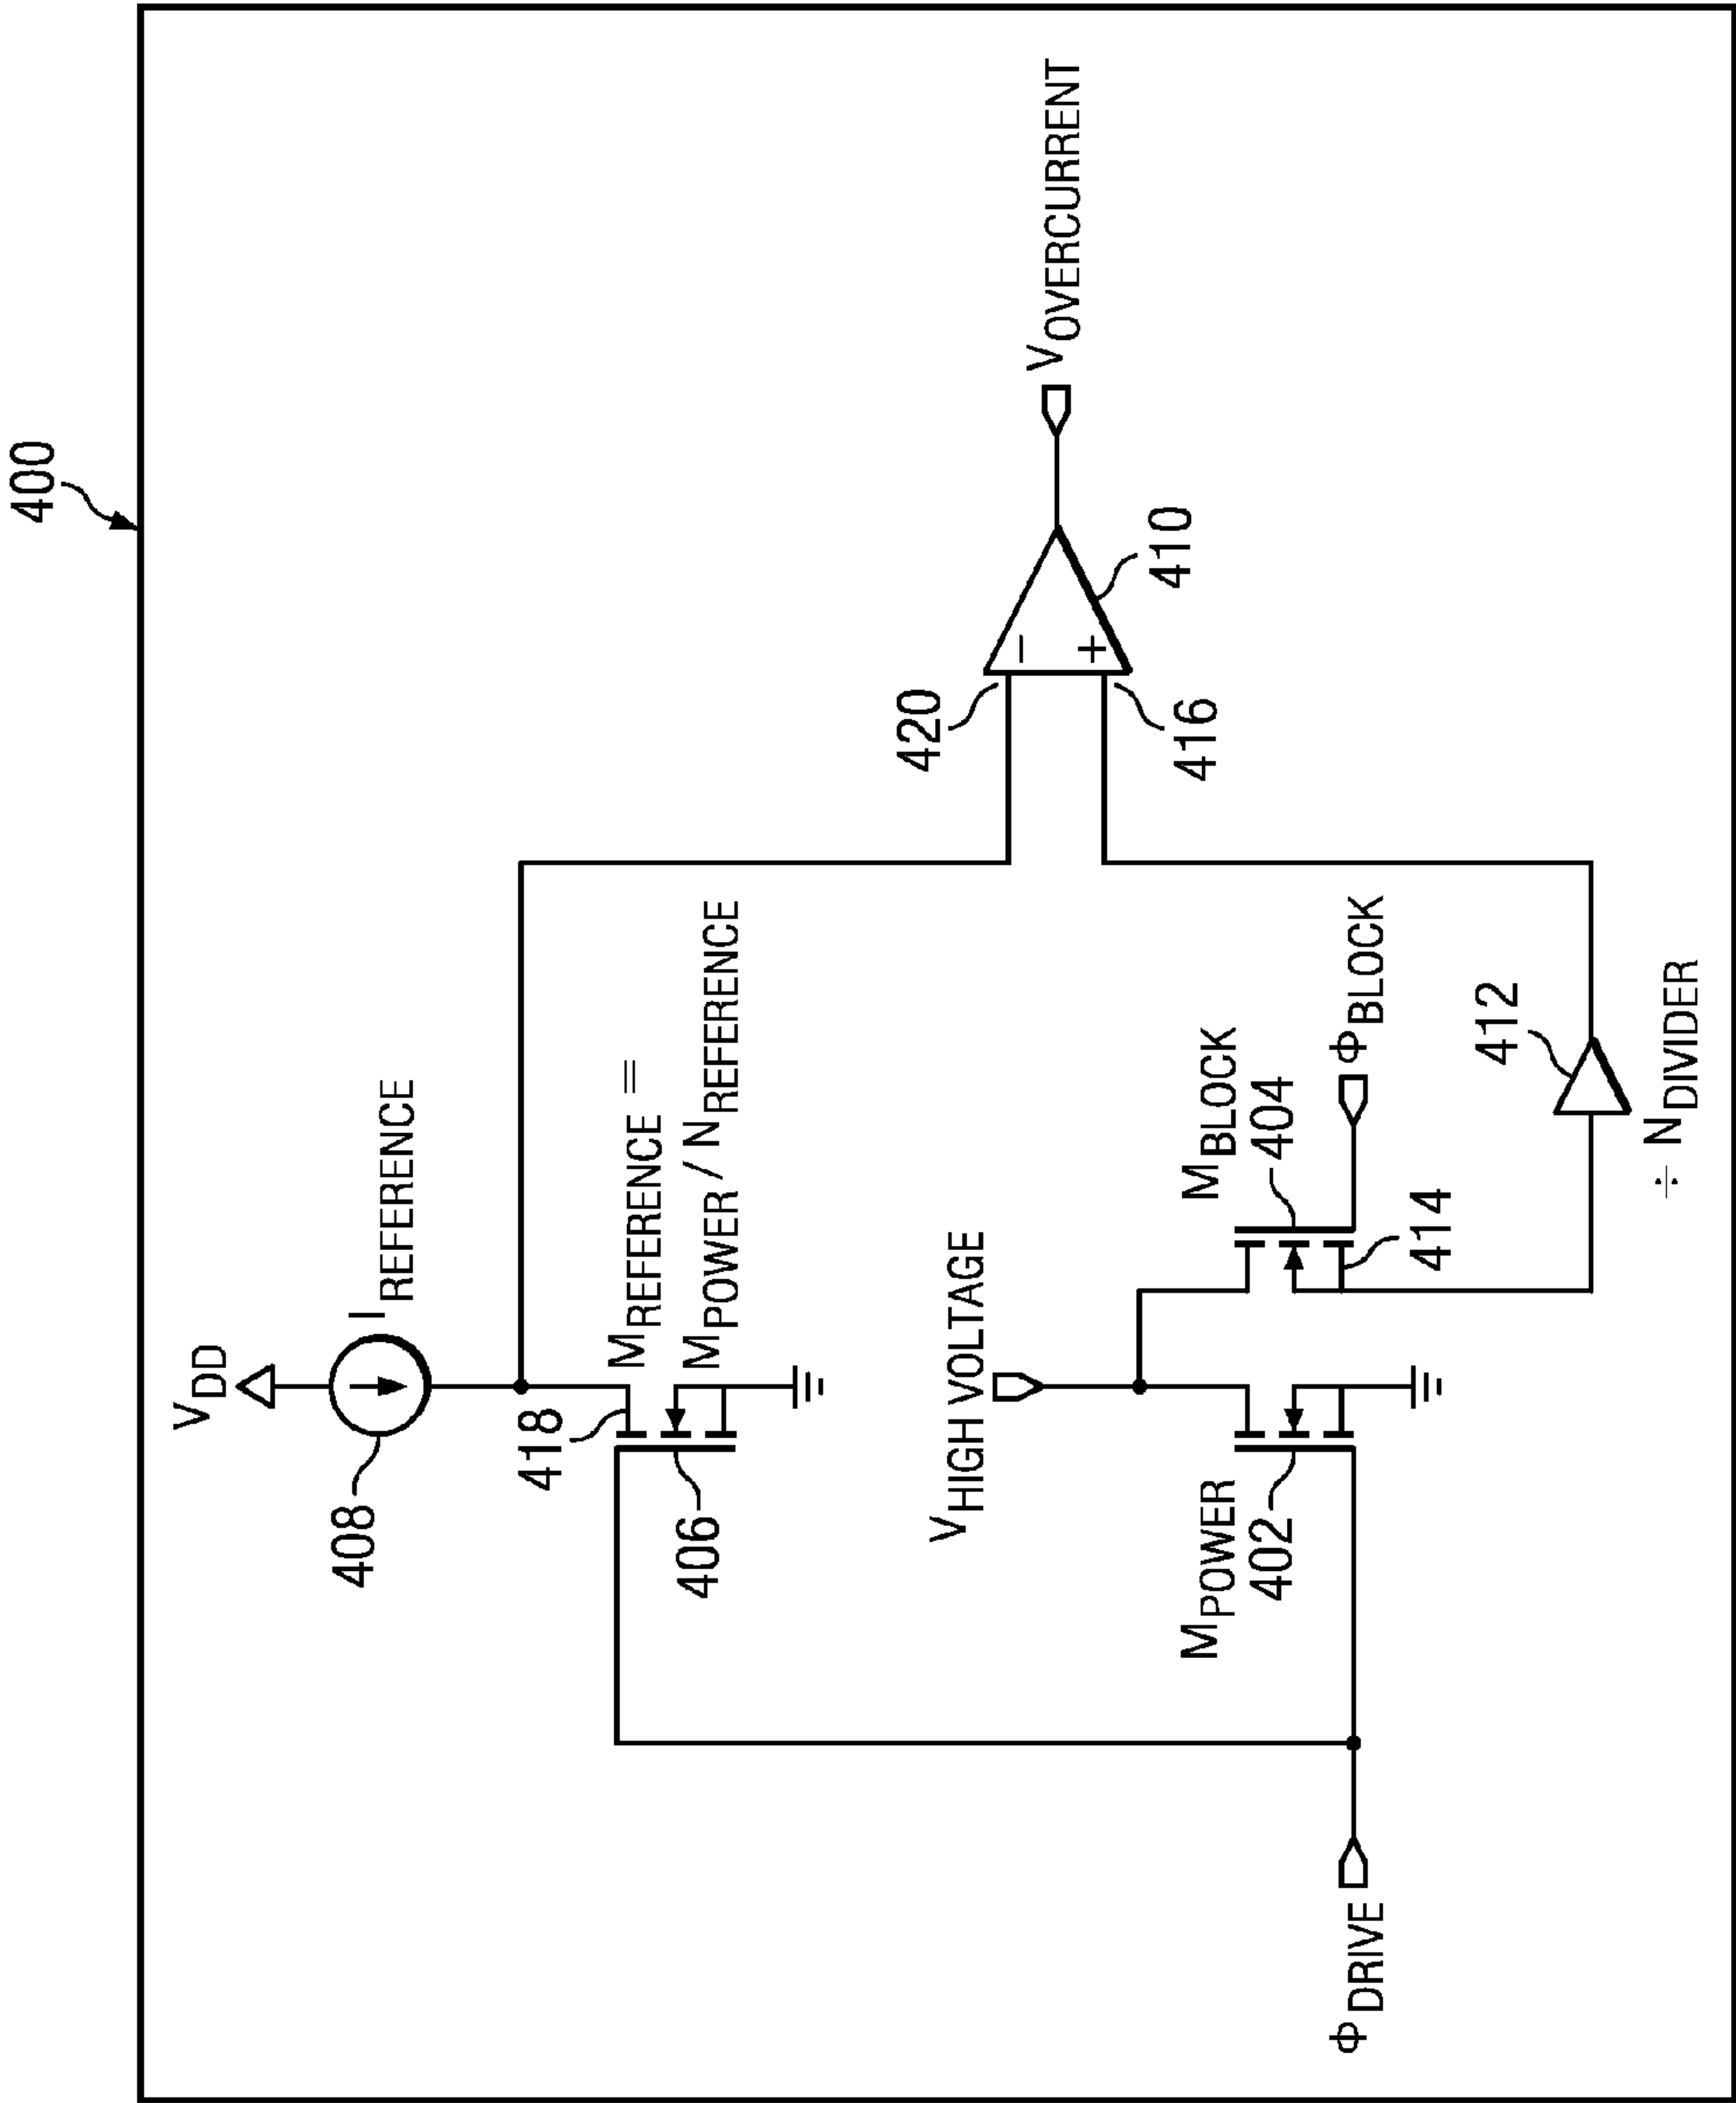 400
V_DD
408
I_REFERENCE
418
M_REFERENCE =
M_POWER / N_REFERENCE
406
420
−
+
416
410
V_OVERCURRENT
V_HIGH VOLTAGE
M_POWER
402
M_BLOCK
404
Φ_BLOCK
414
412
÷ N_DIVIDER
Φ_DRIVE